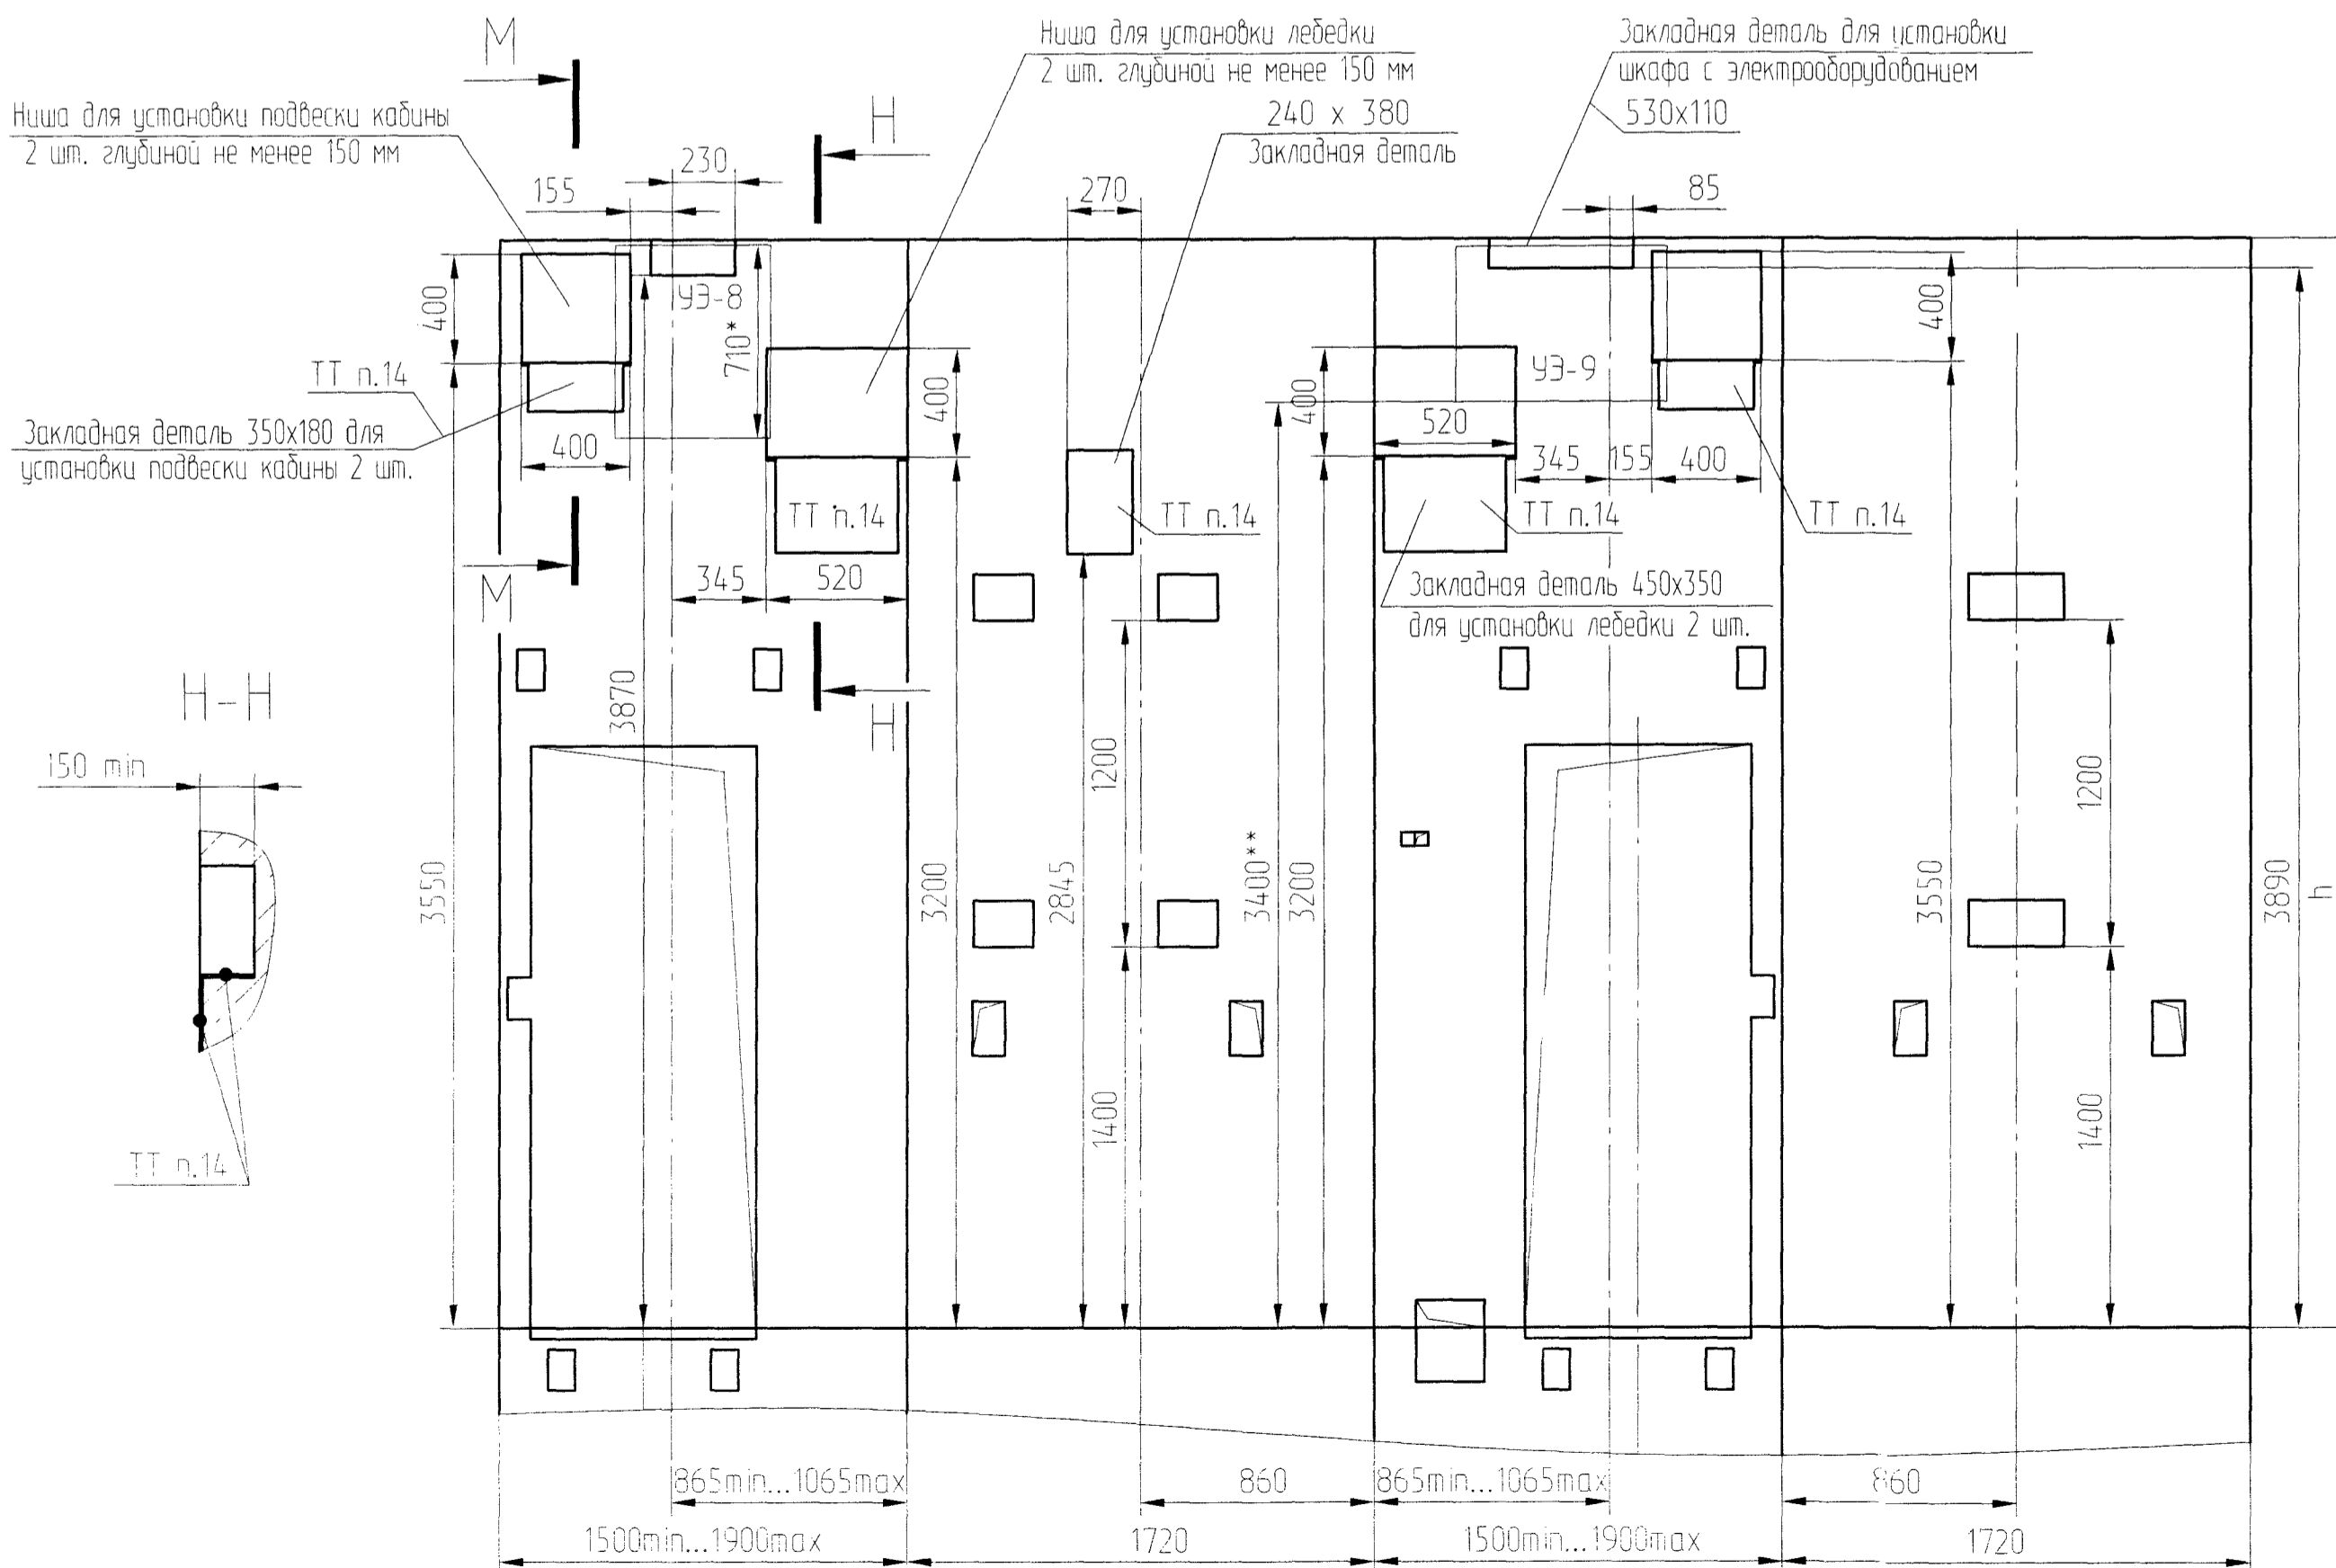 М
Ниша для установки подвески кабины
2 шт. глубиной не менее 150 мм
Ниша для установки лебедки
2 шт. глубиной не менее 150 мм
Закладная деталь для установки
шкафа с электрооборудованием
530х110
Н
240 х 380
Закладная деталь
230
155
270
85
400
УЭ-8
710*
ТТ п.14
Закладная деталь 350х180 для
установки подвески кабины 2 шт.
400
400
ТТ п.14
ТТ п.14
400
520
УЭ-9
400
345
155
400
ТТ п.14
ТТ п.14
М
345
520
Закладная деталь 450х350
для установки лебедки 2 шт.
Н
Н-Н
150 min
ТТ п.14
3550
3870
3200
2845
1200
1400
3400**
3200
3550
1200
1400
3890
h
865min...1065max
860
865min...1065max
860
1500min...1900max
1720
1500min...1900max
1720